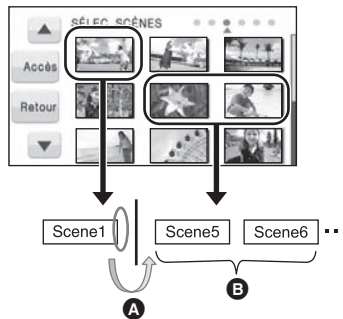 SÉLEC. SCÈNES
Accès
Retour
Scene1
Scene5
Scene6
A
B